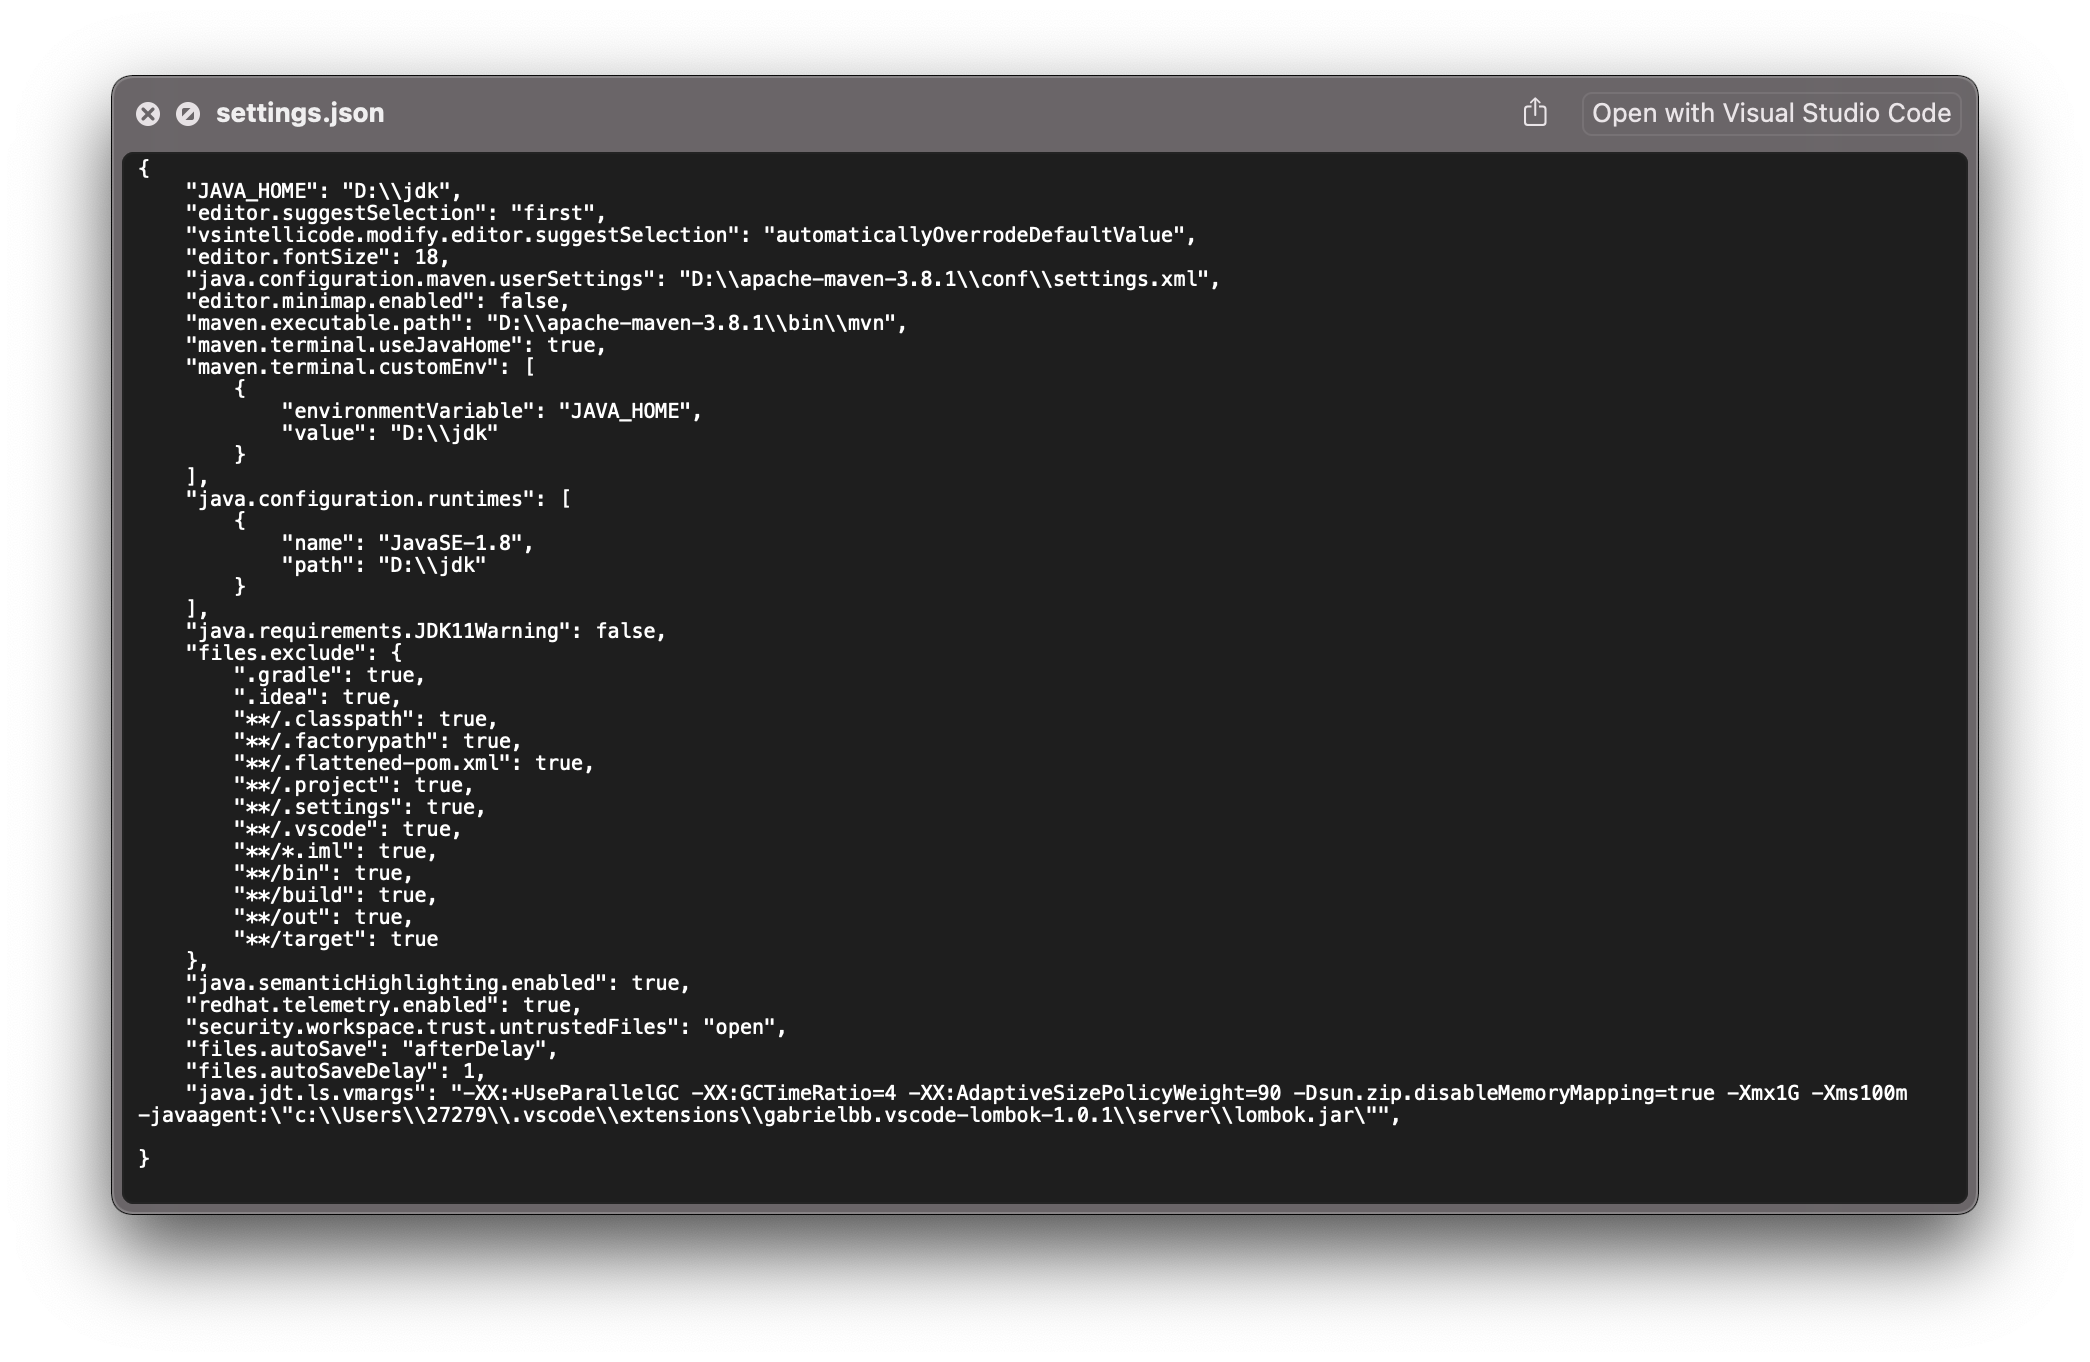 settings.json
Open with Visual Studio Code
{
    "JAVA_HOME": "D:\\jdk",
    "editor.suggestSelection": "first",
    "vsintellicode.modify.editor.suggestSelection": "automaticallyOverrodeDefaultValue",
    "editor.fontSize": 18,
    "java.configuration.maven.userSettings": "D:\\apache-maven-3.8.1\\conf\\settings.xml",
    "editor.minimap.enabled": false,
    "maven.executable.path": "D:\\apache-maven-3.8.1\\bin\\mvn",
    "maven.terminal.useJavaHome": true,
    "maven.terminal.customEnv": [
        {
            "environmentVariable": "JAVA_HOME",
            "value": "D:\\jdk"
        }
    ],
    "java.configuration.runtimes": [
        {
            "name": "JavaSE-1.8",
            "path": "D:\\jdk"
        }
    ],
    "java.requirements.JDK11Warning": false,
    "files.exclude": {
        ".gradle": true,
        ".idea": true,
        "**/.classpath": true,
        "**/.factorypath": true,
        "**/.flattened-pom.xml": true,
        "**/.project": true,
        "**/.settings": true,
        "**/.vscode": true,
        "**/*.iml": true,
        "**/bin": true,
        "**/build": true,
        "**/out": true,
        "**/target": true
    },
    "java.semanticHighlighting.enabled": true,
    "redhat.telemetry.enabled": true,
    "security.workspace.trust.untrustedFiles": "open",
    "files.autoSave": "afterDelay",
    "files.autoSaveDelay": 1,
    "java.jdt.ls.vmargs": "-XX:+UseParallelGC -XX:GCTimeRatio=4 -XX:AdaptiveSizePolicyWeight=90 -Dsun.zip.disableMemoryMapping=true -Xmx1G -Xms100m
-javaagent:\"c:\\Users\\27279\\.vscode\\extensions\\gabrielbb.vscode-lombok-1.0.1\\server\\lombok.jar\"",
}